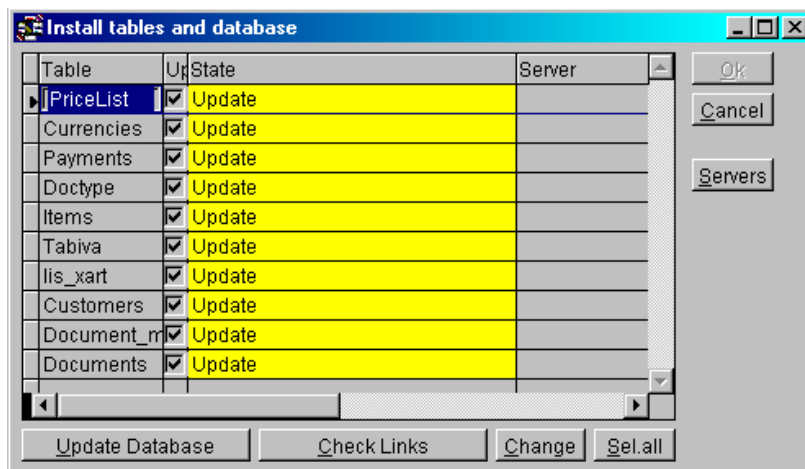 Install tables and database
Table Up State Server
PriceList Update
Currencies Update
Payments Update
Doctype Update
Items Update
Tabiva Update
lis_xart Update
Customers Update
Document_m Update
Documents Update
Ok
Cancel
Servers
Update Database Check Links Change Sel.all